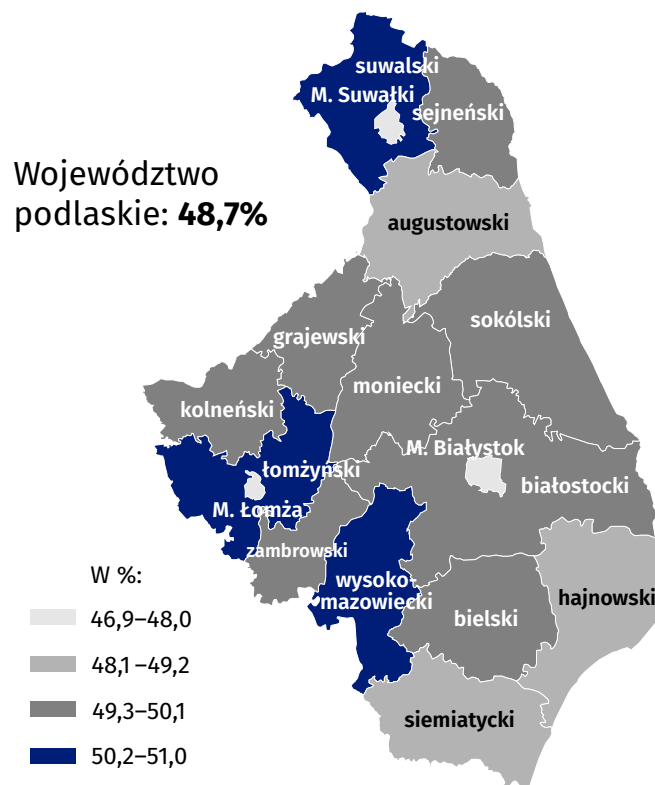 suwalski
M. Suwałki
sejneński
Województwo
podlaskie: 48,7%
augustowski
sokólski
grajewski
moniecki
kolneński
M. Białystok
łomżyński
białostocki
M. Łomża
zambrowski
W %:
wysoko-
mazowiecki
hajnowski
46,9–48,0
bielski
48,1–49,2
49,3–50,1
siemiatycki
50,2–51,0